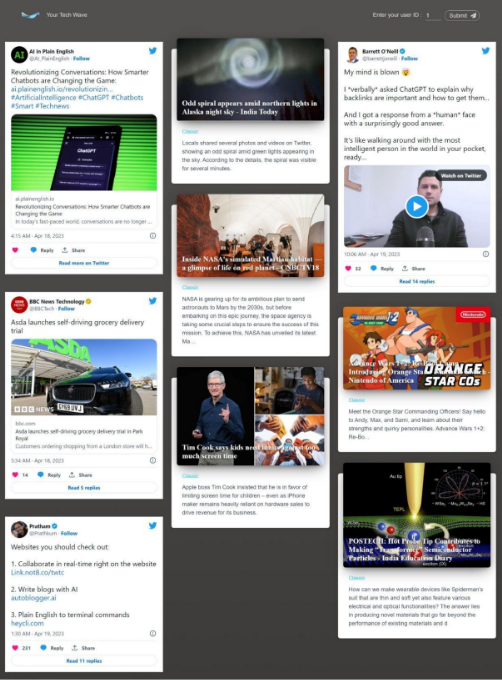 Your Tech Wave
Enter your user ID :
1
Submit
AI in Plain English
@AI_PlainEnglish · Follow
Revolutionizing Conversations: How Smarter
Chatbots are Changing the Game:
ai.plainenglish.io/revolutionizin...
#ArtificialIntelligence #ChatGPT #Chatbots
#Smart #Technews
ChatGPT
ai.plainenglish.io
Revolutionizing Conversations: How Smarter Chatbots are
Changing the Game
In today's fast-paced world, conversations are no longer ...
4:15 AM · Apr 18, 2023
Reply
Share
Read more on Twitter
BBC News Technology
@BBCTech · Follow
Asda launches self-driving grocery delivery
trial
ASDA
BBC NEWS
bbc.com
Asda launches self-driving grocery delivery trial in Park
Royal
Customers ordering shopping from a London store will h...
5:34 AM · Apr 18, 2023
14
Reply
Share
Read 5 replies
Pratham
@Prathkum · Follow
Websites you should check out:
1. Collaborate in real-time right on the website
Link.not8.co/twtc
2. Write blogs with AI
autoblogger.ai
3. Plain English to terminal commands
heycli.com
1:30 AM · Apr 19, 2023
231
Reply
Share
Read 11 replies
Odd spiral appears amid northern lights in
Alaska night sky - India Today
Classic
Locals shared several photos and videos on Twitter,
showing an odd spiral amid green lights appearing in
the sky. According to the details, the spiral was visible
for several minutes.
Inside NASA's simulated Martian habitat —
a glimpse of life on red planet - CNBCTV18
Classic
NASA is gearing up for its ambitious plan to send
astronauts to Mars by the 2030s, but before
embarking on this epic journey, the space agency is
taking some crucial steps to ensure the success of this
mission. To achieve this, NASA has unveiled its latest
Ma...
Tim Cook says kids need limits against too
much screen time
Classic
Apple boss Tim Cook insisted that he is in favor of
limiting screen time for children – even as iPhone
maker remains heavily reliant on hardware sales to
drive revenue for its business.
Barrett O'Neill
@barrettjoneill · Follow
My mind is blown
I "verbally" asked ChatGPT to explain why
backlinks are important and how to get them...
And I got a response from a "human" face
with a surprisingly good answer.
It's like walking around with the most
intelligent person in the world in your pocket,
ready...
Watch on Twitter
10:06 AM · Apr 19, 2023
32
Reply
Share
Read 14 replies
Nintendo
ORANGE
STAR COs
Nintendo of America
Classic
Meet the Orange Star Commanding Officers! Say hello
to Andy, Max, and Sami, and learn about their
strengths and quirky personalities. Advance Wars 1+2:
Re-Bo...
Au tip
TEPL
POSTECH: Hot Probe Tip Contributes to
Making "Transformer" Semiconductor
Particles - India Education Diary
Classic
How can we make wearable devices like Spiderman's
suit that are thin and soft yet also feature various
electrical and optical functionalities? The answer lies
in producing novel materials that go far beyond the
performance of existing materials and d